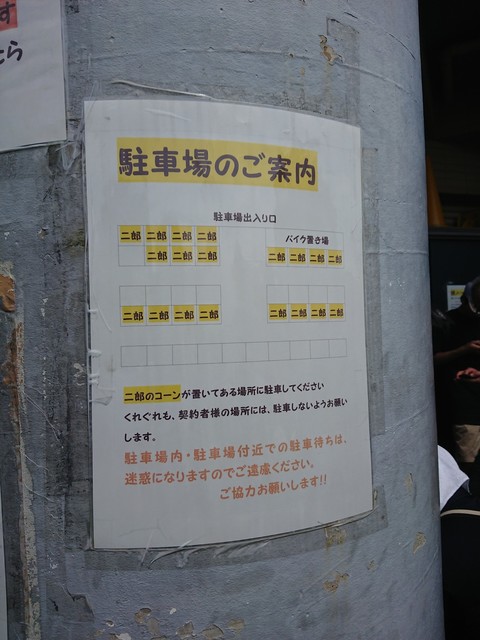 す
たら
駐車場のご案内
駐車場出入り口
二郎 二郎 二郎 二郎
バイク置き場
二郎 二郎 二郎
二郎 二郎 二郎 二郎
二郎 二郎 二郎 二郎
二郎 二郎 二郎 二郎
二郎のコーンが置いてある場所に駐車してください
くれぐれも、契約者様の場所には、駐車しないようお願い
します。
駐車場内・駐車場付近での駐車待ちは、
迷惑になりますのでご遠慮ください。
ご協力お願いします!!